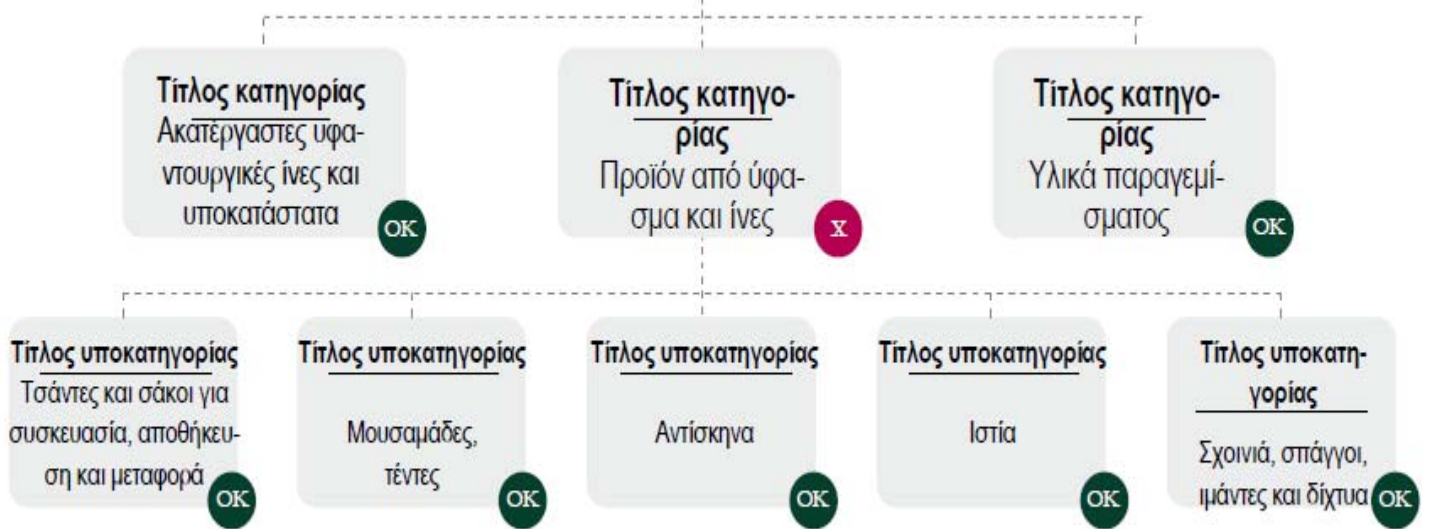 Τίτλος κατηγορίας
Ακατέργαστες υφα-
ντουργικές ίνες και
υποκατάστατα
OK
Τίτλος κατηγο-
ρίας
Προϊόν από ύφα-
σμα και ίνες
X
Τίτλος κατηγο-
ρίας
Υλικά παραγεμί-
σματος
OK
Τίτλος υποκατηγορίας
Τσάντες και σάκοι για
συσκευασία, αποθήκευ-
ση και μεταφορά
OK
Τίτλος υποκατηγορίας
Μουσαμάδες,
τέντες
OK
Τίτλος υποκατηγορίας
Αντίσκηνα
OK
Τίτλος υποκατηγορίας
Ιστία
OK
Τίτλος υποκατη-
γορίας
Σχοινιά, σπάγγοι,
ιμάντες και δίχτυα
OK